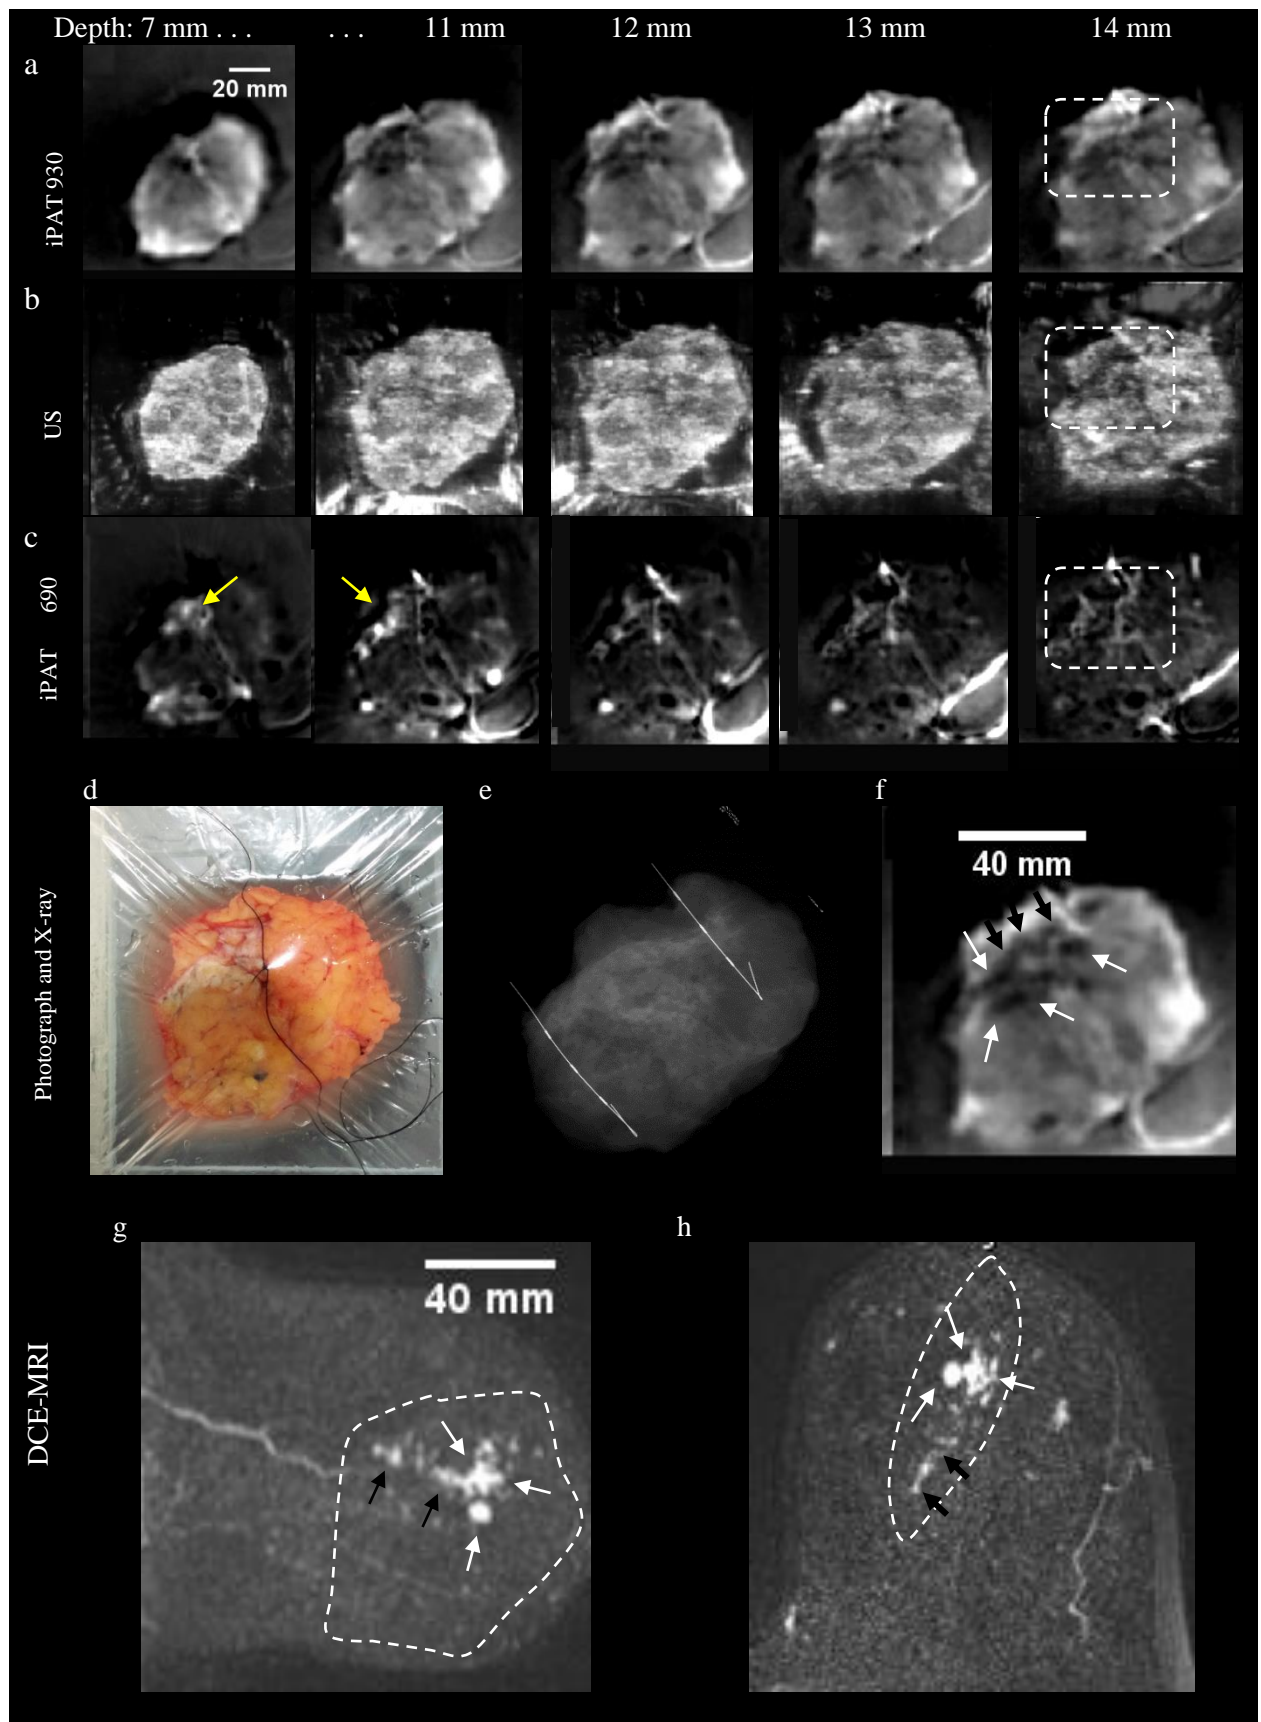 Depth: 7 mm . . . . . . 11 mm 12 mm 13 mm 14 mm
a
20 mm
iPAT 930
b
US
c
iPAT 690
d e f
40 mm
Photograph and X-ray
g h
40 mm
DCE-MRI